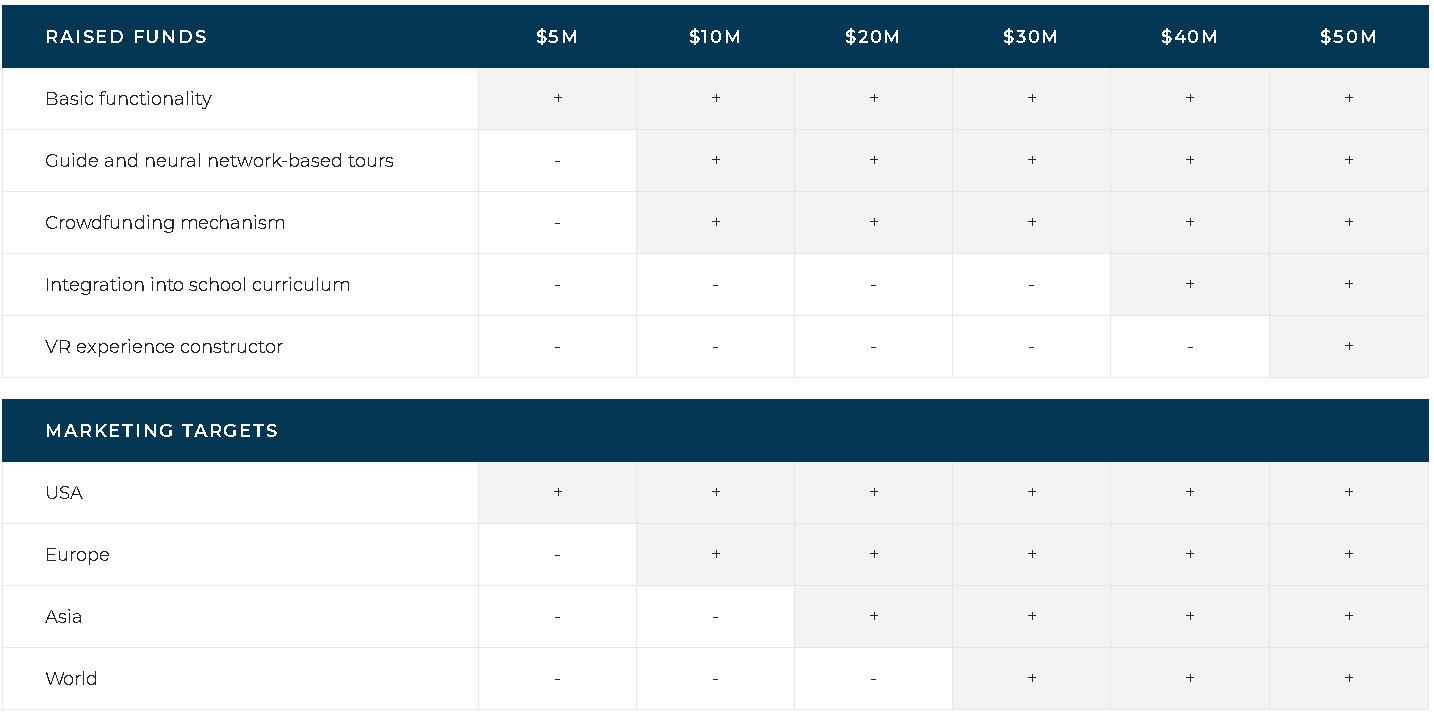 RAISED FUNDS $5M $10M $20M $30M $40M $50M
Basic functionality + + + + + +
Guide and neural network-based tours - + + + + +
Crowdfunding mechanism - + + + + +
Integration into school curriculum - - - - + +
VR experience constructor - - - - - +
MARKETING TARGETS
USA + + + + + +
Europe - + + + + +
Asia - - + + + +
World - - - + + +